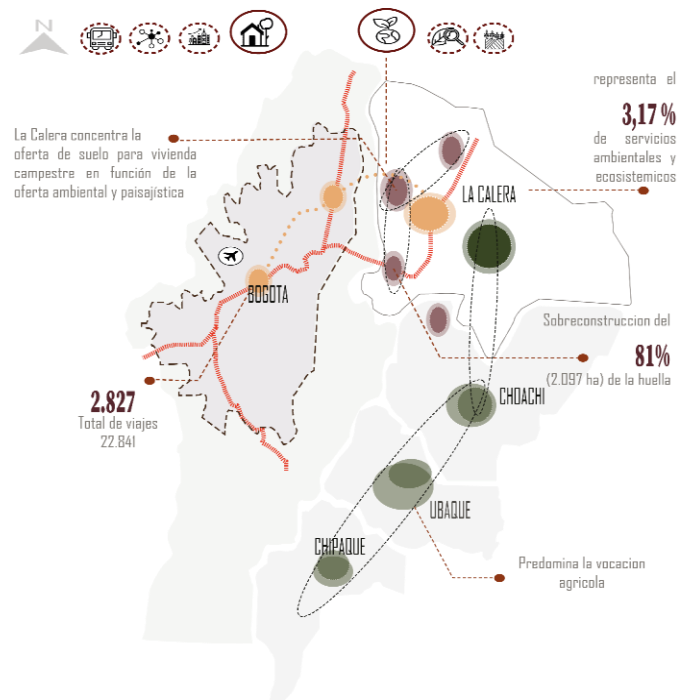 N
representa el
3,17 %
de servicios
ambientales y
ecosistemicos
La Calera concentra la
oferta de suelo para vivienda
campestre en función de la
oferta ambiental y paisajística
LA CALERA
BOGOTA
Sobreconstruccion del
81%
(2.097 ha) de la huella
2.827
Total de viajes
22.841
CHOACHI
UBAQUE
CHIPAQUE
Predomina la vocacion
agricola